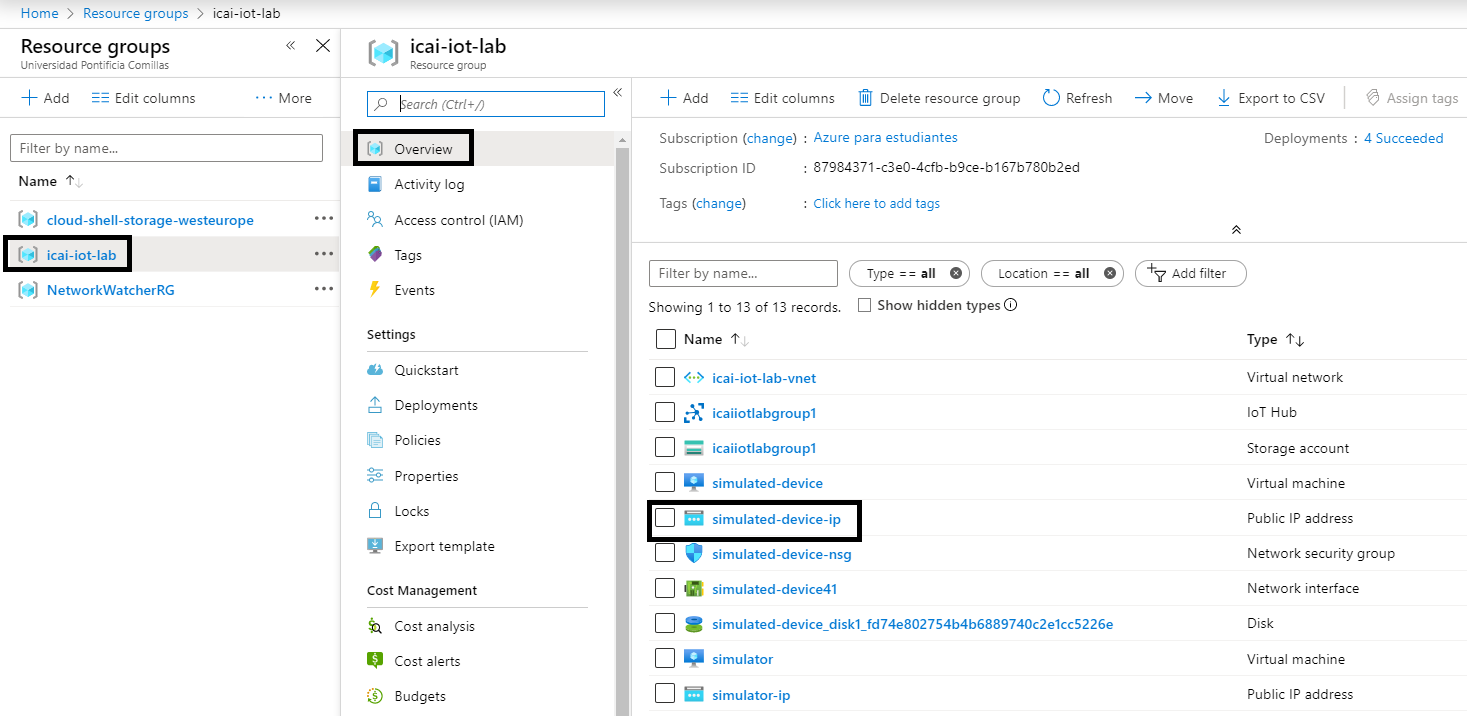 Home > Resource groups > icai-iot-lab
Resource groups
Universidad Pontificia Comillas
Add Edit columns ··· More
Filter by name...
Name
cloud-shell-storage-westeurope
icai-iot-lab
NetworkWatcherRG
icai-iot-lab
Resource group
Search (Ctrl+/)
Overview
Activity log
Access control (IAM)
Tags
Events
Settings
Quickstart
Deployments
Policies
Properties
Locks
Export template
Cost Management
Cost analysis
Cost alerts
Budgets
Add Edit columns Delete resource group Refresh Move Export to CSV Assign tags
Subscription (change) : Azure para estudiantes Deployments : 4 Succeeded
Subscription ID : 87984371-c3e0-4cfb-b9ce-b167b780b2ed
Tags (change) : Click here to add tags
Filter by name... Type == all Location == all Add filter
Showing 1 to 13 of 13 records. Show hidden types
Name Type
icai-iot-lab-vnet Virtual network
icaiiotlabgroup1 IoT Hub
icaiiotlabgroup1 Storage account
simulated-device Virtual machine
simulated-device-ip Public IP address
simulated-device-nsg Network security group
simulated-device41 Network interface
simulated-device_disk1_fd74e802754b4b6889740c2e1cc5226e Disk
simulator Virtual machine
simulator-ip Public IP address